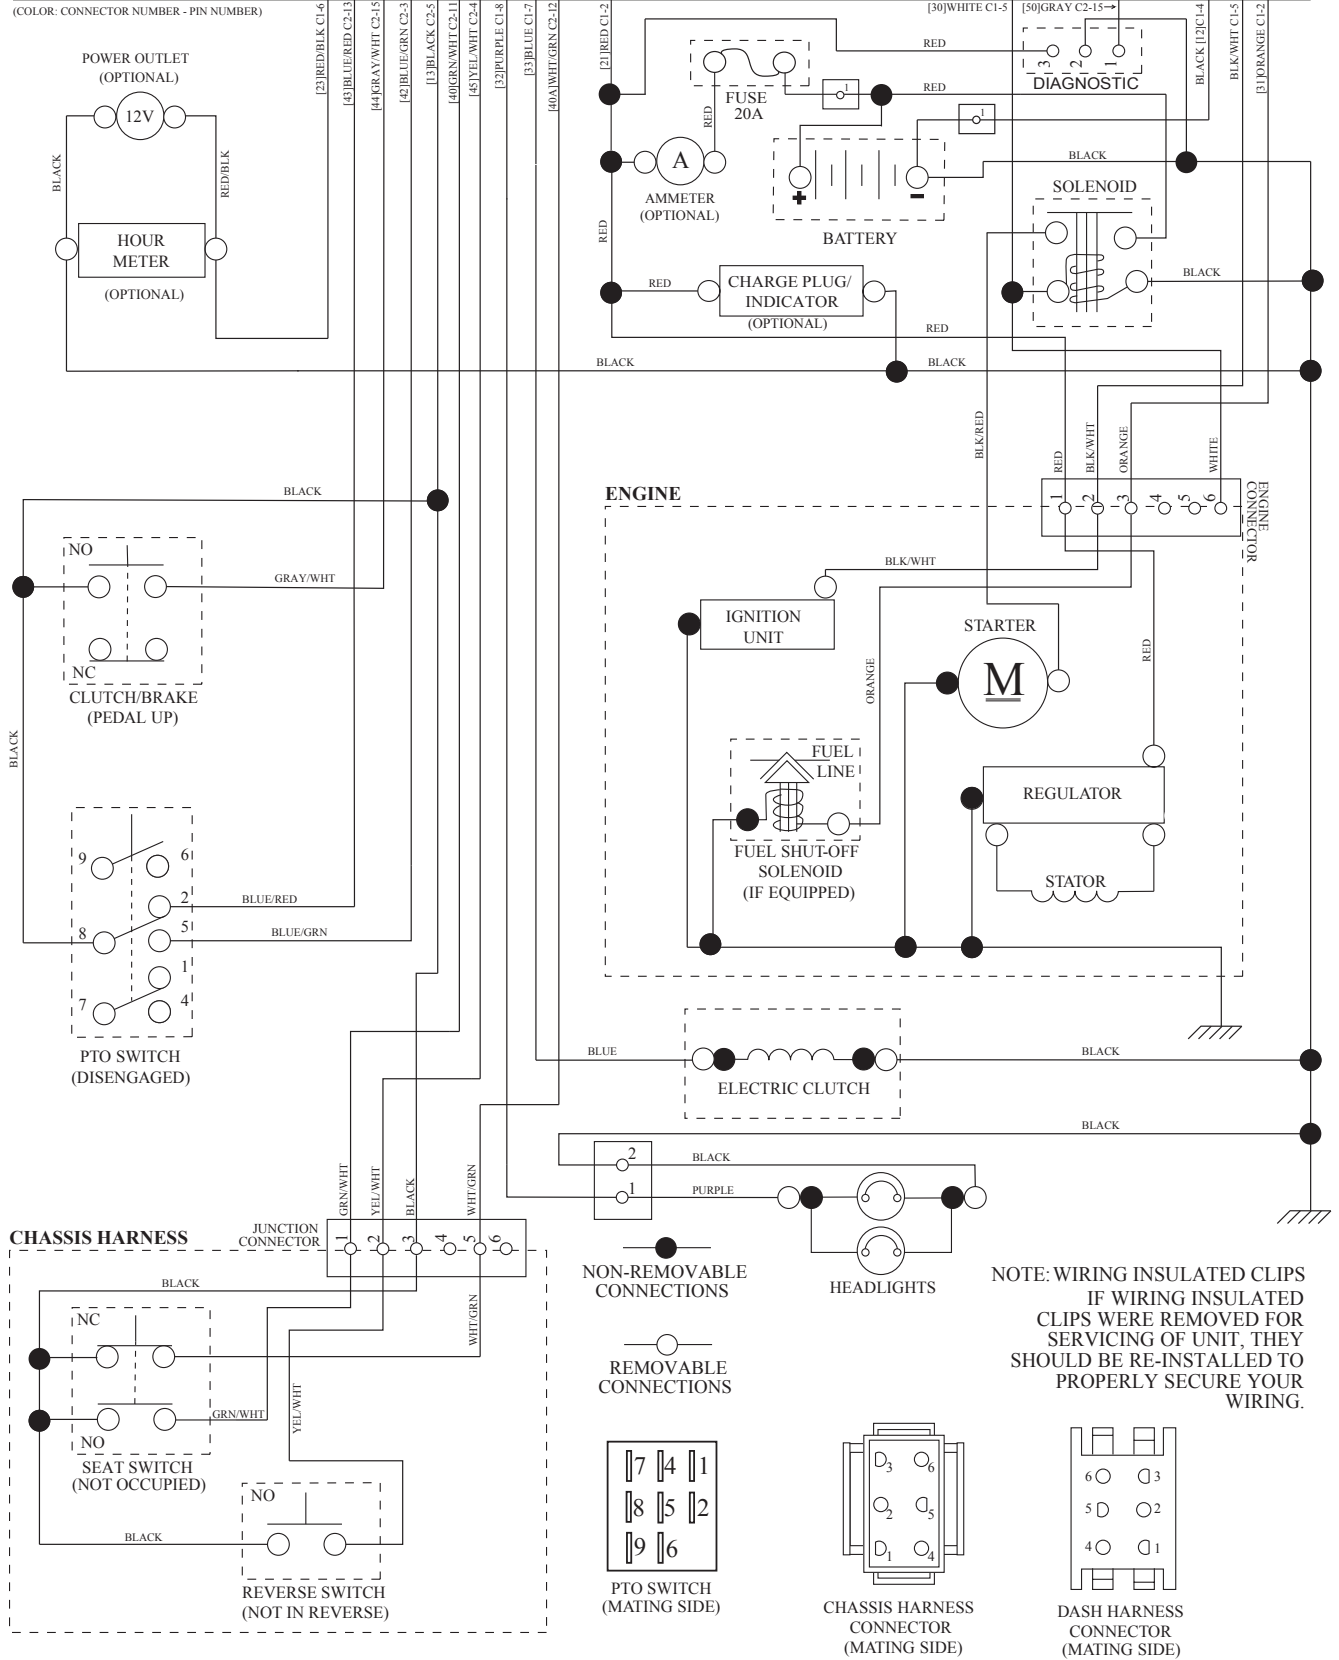 (COLOR: CONNECTOR NUMBER - PIN NUMBER)
[23]RED/BLK C1-6
[43]BLUE/RED C2-13
[44]GRAY/WHT C2-15
[42]BLUE/GRN C2-3
[13]BLACK C2-5
[40]GRN/WHT C2-11
[45]YEL/WHT C2-4
[32]PURPLE C1-8
[33]BLUE C1-7
[40A]WHT/GRN C2-12
[21]RED C1-2
[30]WHITE C1-5
[50]GRAY C2-15
BLACK [12]C1-4
BLK/WHT C1-5
[31]ORANGE C1-2
POWER OUTLET
(OPTIONAL)
12V
BLACK
RED/BLK
HOUR
METER
(OPTIONAL)
RED
FUSE
20A
RED
1
RED
1
3
2
1
DIAGNOSTIC
A
AMMETER
(OPTIONAL)
+
-
BATTERY
BLACK
SOLENOID
BLACK
RED
RED
CHARGE PLUG/
INDICATOR
(OPTIONAL)
RED
BLACK
BLACK
BLK/RED
RED
BLK/WHT
ORANGE
WHITE
BLACK
NO
GRAY/WHT
NC
CLUTCH/BRAKE
(PEDAL UP)
BLACK
ENGINE
1
2
3
4
5
6
ENGINE
CONNECTOR
BLK/WHT
IGNITION
UNIT
ORANGE
STARTER
M
RED
FUEL
LINE
FUEL SHUT-OFF
SOLENOID
(IF EQUIPPED)
REGULATOR
STATOR
9
6
2
BLUE/RED
8
5
BLUE/GRN
1
7
4
PTO SWITCH
(DISENGAGED)
BLUE
ELECTRIC CLUTCH
BLACK
BLACK
2
BLACK
1
PURPLE
HEADLIGHTS
GRN/WHT
YEL/WHT
BLACK
WHT/GRN
CHASSIS HARNESS
JUNCTION
CONNECTOR
1
2
3
4
5
6
BLACK
NC
WHT/GRN
GRN/WHT
YEL/WHT
NO
SEAT SWITCH
(NOT OCCUPIED)
NO
BLACK
REVERSE SWITCH
(NOT IN REVERSE)
NON-REMOVABLE
CONNECTIONS
REMOVABLE
CONNECTIONS
NOTE: WIRING INSULATED CLIPS
IF WIRING INSULATED
CLIPS WERE REMOVED FOR
SERVICING OF UNIT, THEY
SHOULD BE RE-INSTALLED TO
PROPERLY SECURE YOUR
WIRING.
7 4 1
8 5 2
9 6
PTO SWITCH
(MATING SIDE)
3 6
2 5
1 4
CHASSIS HARNESS
CONNECTOR
(MATING SIDE)
6 3
5 2
4 1
DASH HARNESS
CONNECTOR
(MATING SIDE)